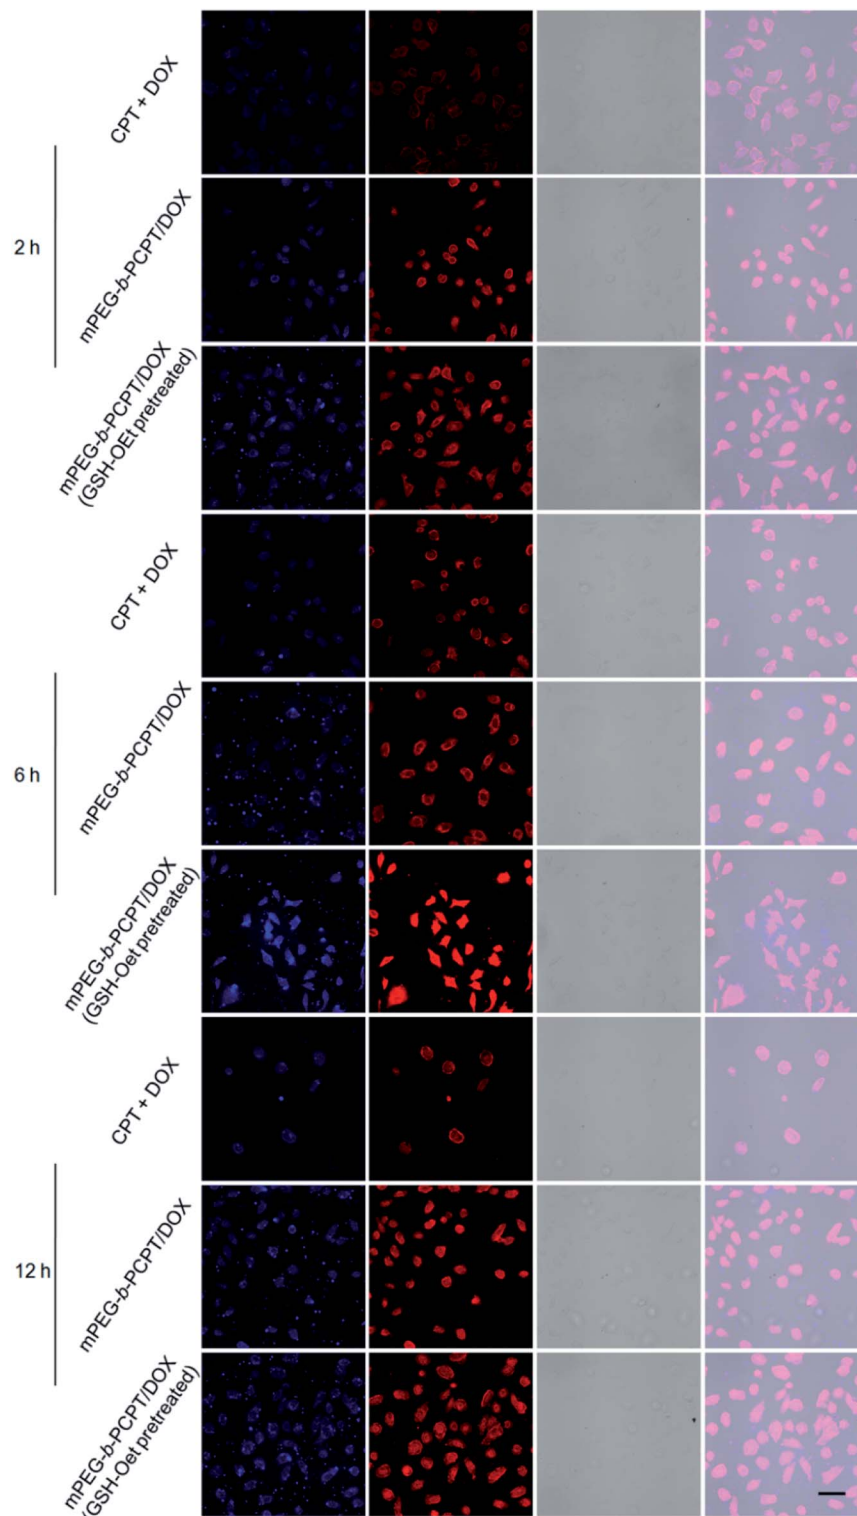 CPT + DOX
2 h
mPEG-b-PCPT/DOX
mPEG-b-PCPT/DOX
(GSH-OEt pretreated)
CPT + DOX
6 h
mPEG-b-PCPT/DOX
mPEG-b-PCPT/DOX
(GSH-Oet pretreated)
CPT + DOX
12 h
mPEG-b-PCPT/DOX
mPEG-b-PCPT/DOX
(GSH-Oet pretreated)